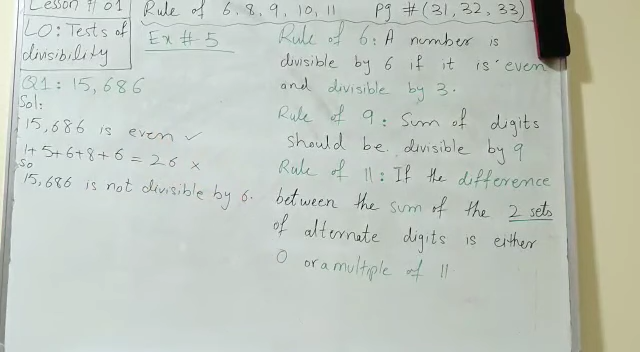 Lesson # 01 Rule of 6, 8, 9, 10, 11 Pg # (31, 32, 33)
LO: Tests of
divisibility
Ex # 5
Q1: 15,686
Sol:
15,686 is even ✓
1+5+6+8+6 = 26 ×
So
15,686 is not divisible by 6.
Rule of 6: A number is
divisible by 6 if it is even
and divisible by 3.
Rule of 9: Sum of digits
should be divisible by 9
Rule of 11: If the difference
between the sum of the 2 sets
of alternate digits is either
0 or a multiple of 11